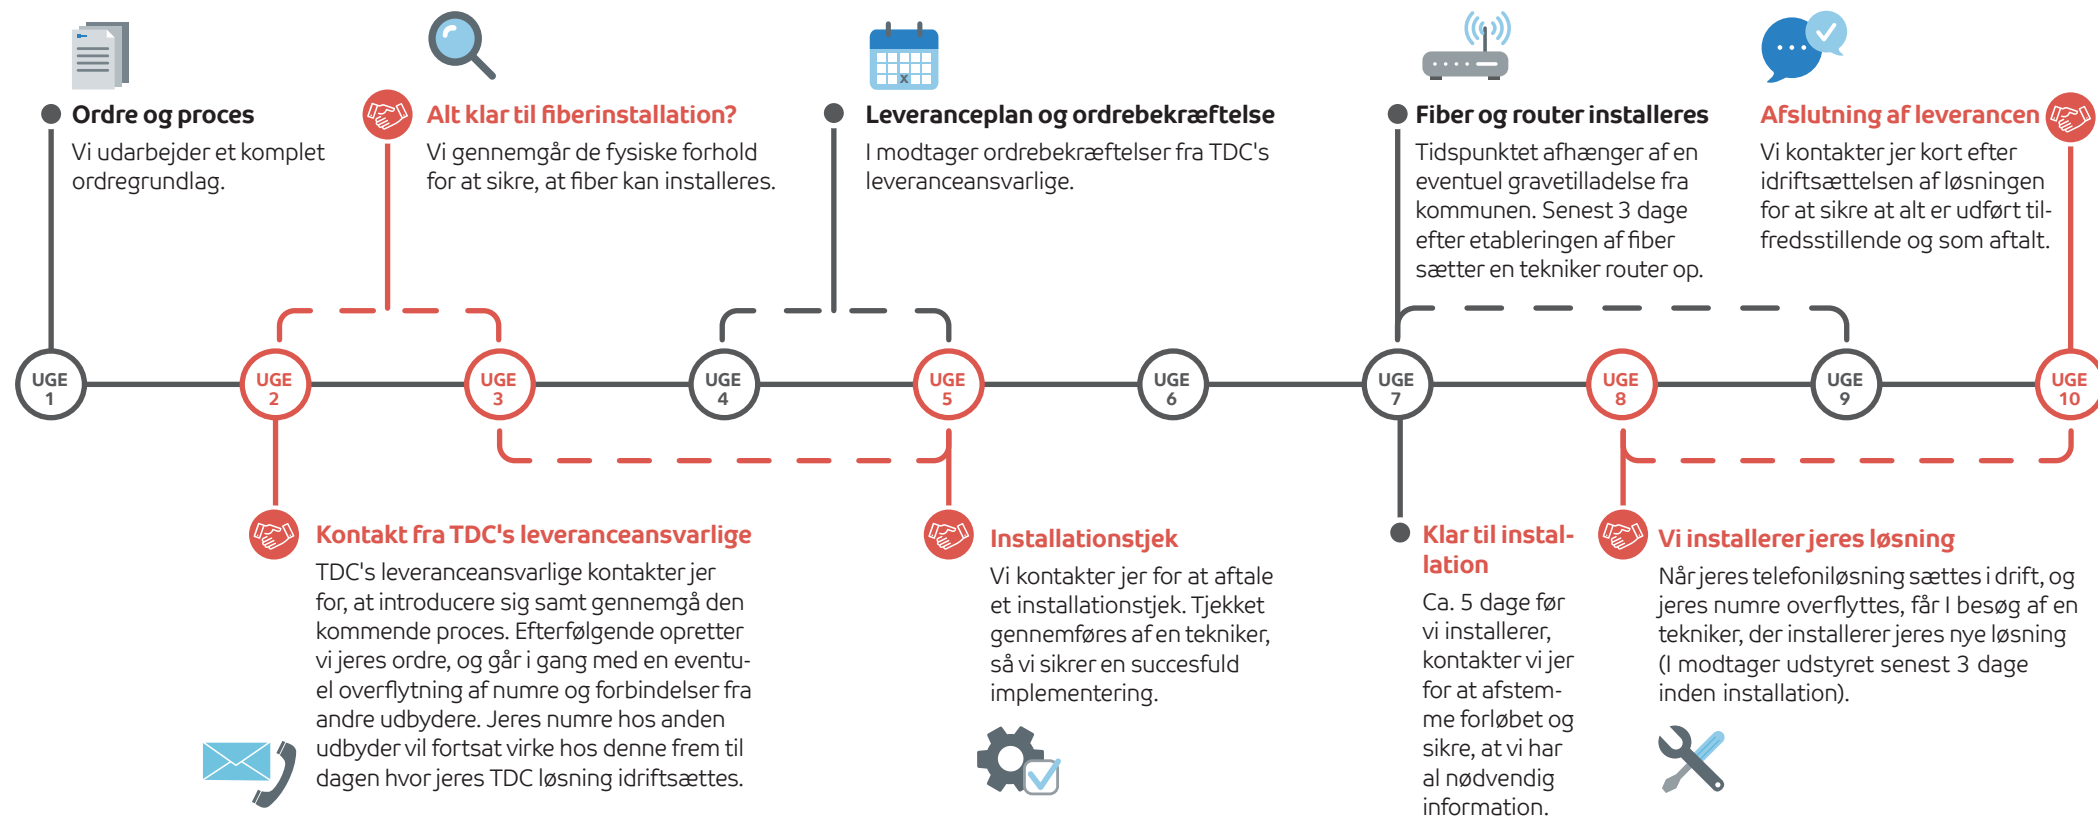 Ordre og proces
Vi udarbejder et komplet
ordregrundlag.
Alt klar til fiberinstallation?
Vi gennemgår de fysiske forhold
for at sikre, at fiber kan installeres.
x
Leveranceplan og ordrebekræftelse
I modtager ordrebekræftelser fra TDC's
leveranceansvarlige.
Fiber og router installeres
Tidspunktet afhænger af en
eventuel gravetilladelse fra
kommunen. Senest 3 dage
efter etableringen af fiber
sætter en tekniker router op.
Afslutning af leverancen
Vi kontakter jer kort efter
idriftsættelsen af løsningen
for at sikre at alt er udført til-
fredsstillende og som aftalt.
UGE
1
UGE
2
UGE
3
UGE
4
UGE
5
UGE
6
UGE
7
UGE
8
UGE
9
UGE
10
Kontakt fra TDC's leveranceansvarlige
TDC's leveranceansvarlige kontakter jer
for, at introducere sig samt gennemgå den
kommende proces. Efterfølgende opretter
vi jeres ordre, og går i gang med en eventu-
el overflytning af numre og forbindelser fra
andre udbydere. Jeres numre hos anden
udbyder vil fortsat virke hos denne frem til
dagen hvor jeres TDC løsning idriftsættes.
Installationstjek
Vi kontakter jer for at aftale
et installationstjek. Tjekket
gennemføres af en tekniker,
så vi sikrer en succesfuld
implementering.
Klar til instal-
lation
Ca. 5 dage før
vi installerer,
kontakter vi jer
for at afstem-
me forløbet og
sikre, at vi har
al nødvendig
information.
Vi installerer jeres løsning
Når jeres telefoniløsning sættes i drift, og
jeres numre overflyttes, får I besøg af en
tekniker, der installerer jeres nye løsning
(I modtager udstyret senest 3 dage
inden installation).